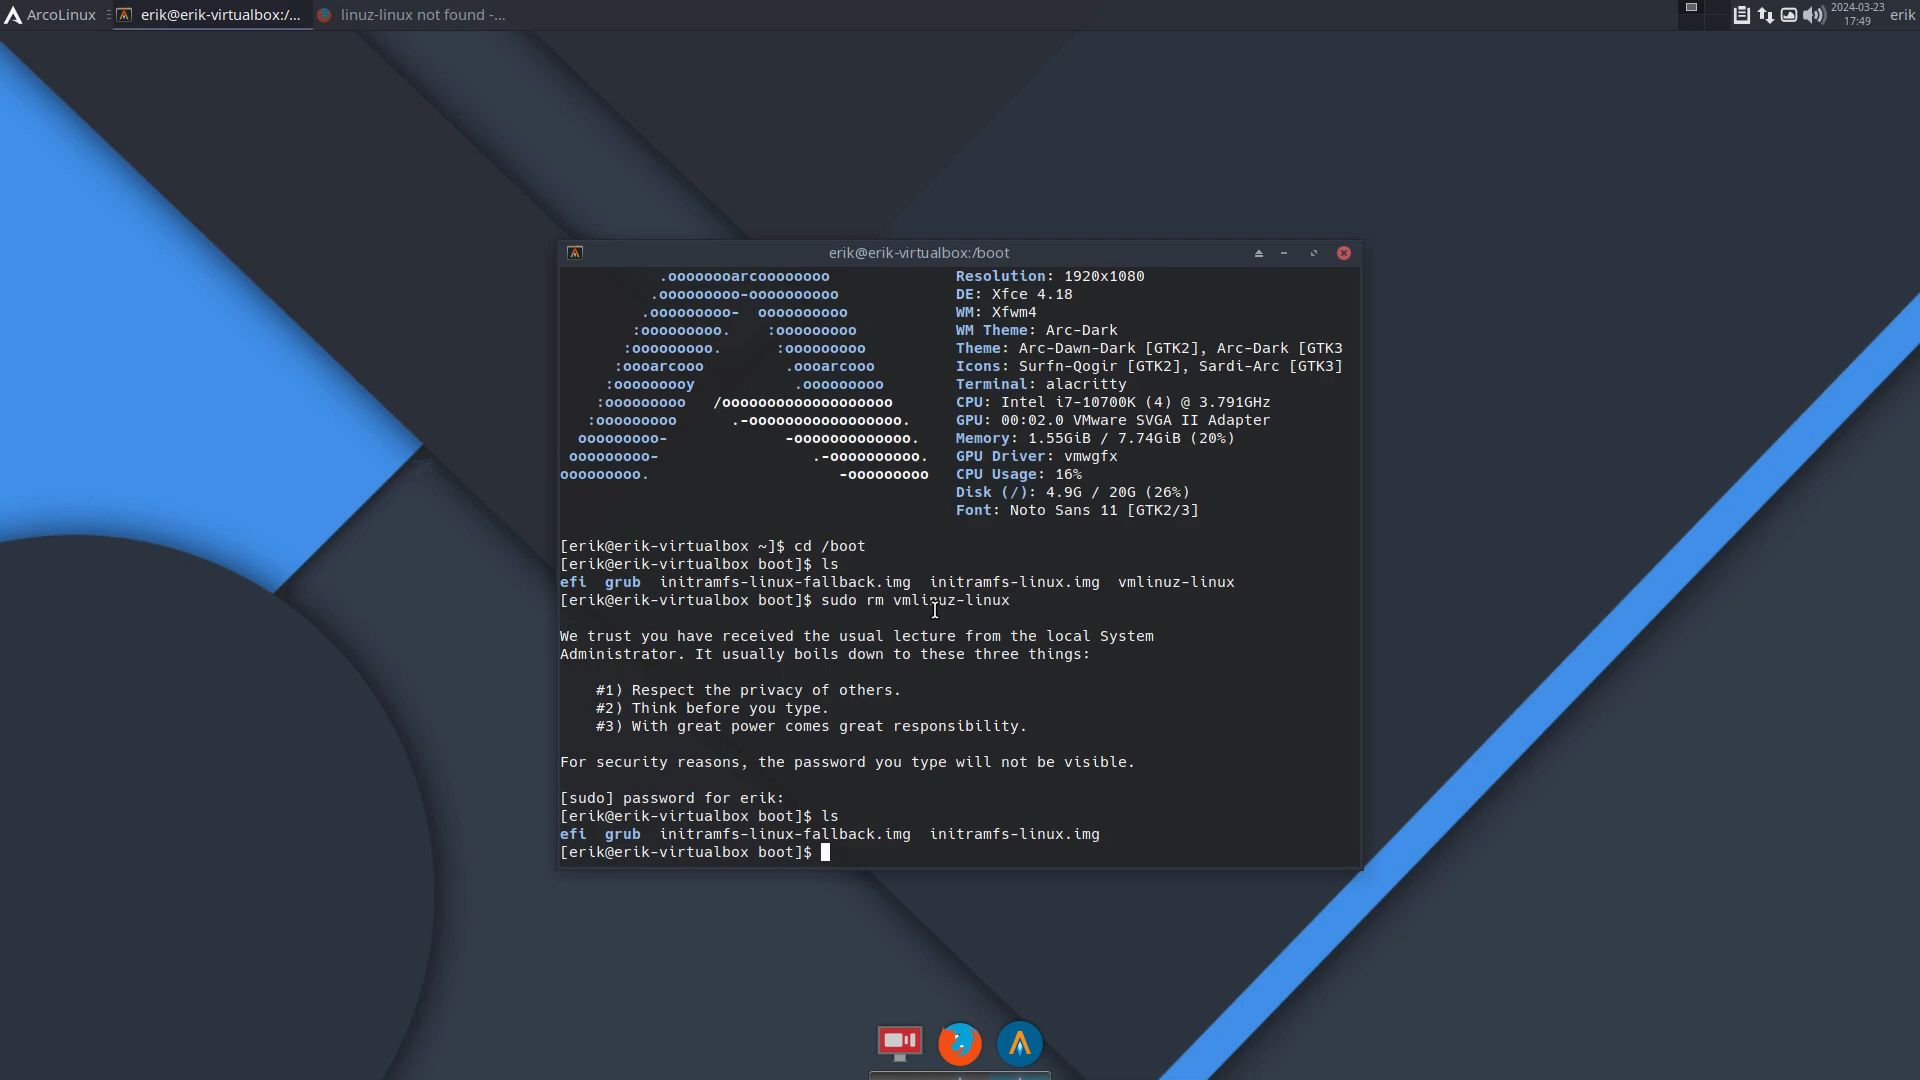 ArcoLinux
erik@erik-virtualbox:/...
linuz-linux not found -...
2024-03-23
17:49
erik
erik@erik-virtualbox:/boot
.ooooooarcoooooooo
.ooooooooo-oooooooooo
.ooooooooo-  oooooooooo
:ooooooooo.    :ooooooooo
:ooooooooo.      :ooooooooo
:oooarcooo         .oooarcooo
:ooooooooy           .ooooooooo
:ooooooooo   /ooooooooooooooooooo
:ooooooooo      .-ooooooooooooooooo.
ooooooooo-             -ooooooooooooo.
ooooooooo-                 .-oooooooooo.
ooooooooo.                     -ooooooooo
Resolution: 1920x1080
DE: Xfce 4.18
WM: Xfwm4
WM Theme: Arc-Dark
Theme: Arc-Dawn-Dark [GTK2], Arc-Dark [GTK3
Icons: Surfn-Qogir [GTK2], Sardi-Arc [GTK3]
Terminal: alacritty
CPU: Intel i7-10700K (4) @ 3.791GHz
GPU: 00:02.0 VMware SVGA II Adapter
Memory: 1.55GiB / 7.74GiB (20%)
GPU Driver: vmwgfx
CPU Usage: 16%
Disk (/): 4.9G / 20G (26%)
Font: Noto Sans 11 [GTK2/3]
[erik@erik-virtualbox ~]$ cd /boot
[erik@erik-virtualbox boot]$ ls
efi  grub  initramfs-linux-fallback.img  initramfs-linux.img  vmlinuz-linux
[erik@erik-virtualbox boot]$ sudo rm vmlinuz-linux
We trust you have received the usual lecture from the local System
Administrator. It usually boils down to these three things:
#1) Respect the privacy of others.
#2) Think before you type.
#3) With great power comes great responsibility.
For security reasons, the password you type will not be visible.
[sudo] password for erik:
[erik@erik-virtualbox boot]$ ls
efi  grub  initramfs-linux-fallback.img  initramfs-linux.img
[erik@erik-virtualbox boot]$